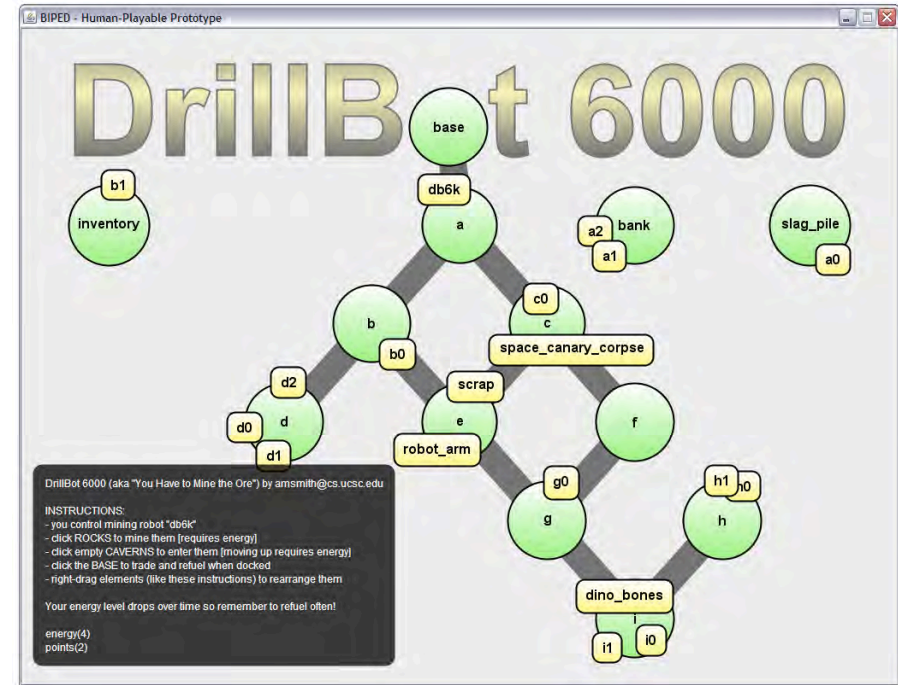 BIPED - Human-Playable Prototype
DrillBot 6000
base
b1
db6k
inventory
a
a2
bank
a1
slag_pile
a0
c0
b
c
b0
space_canary_corpse
d2
scrap
d0
d
e
f
d1
robot_arm
g0
h1
h0
g
h
DrillBot 6000 (aka "You Have to Mine the Ore") by amsmith@cs.ucsc.edu
INSTRUCTIONS:
- you control mining robot "db6k"
- click ROCKS to mine them [requires energy]
- click empty CAVERNS to enter them [moving up requires energy]
- click the BASE to trade and refuel when docked
- right-drag elements (like these instructions) to rearrange them
Your energy level drops over time so remember to refuel often!
energy(4)
points(2)
dino_bones
i
i1
i0